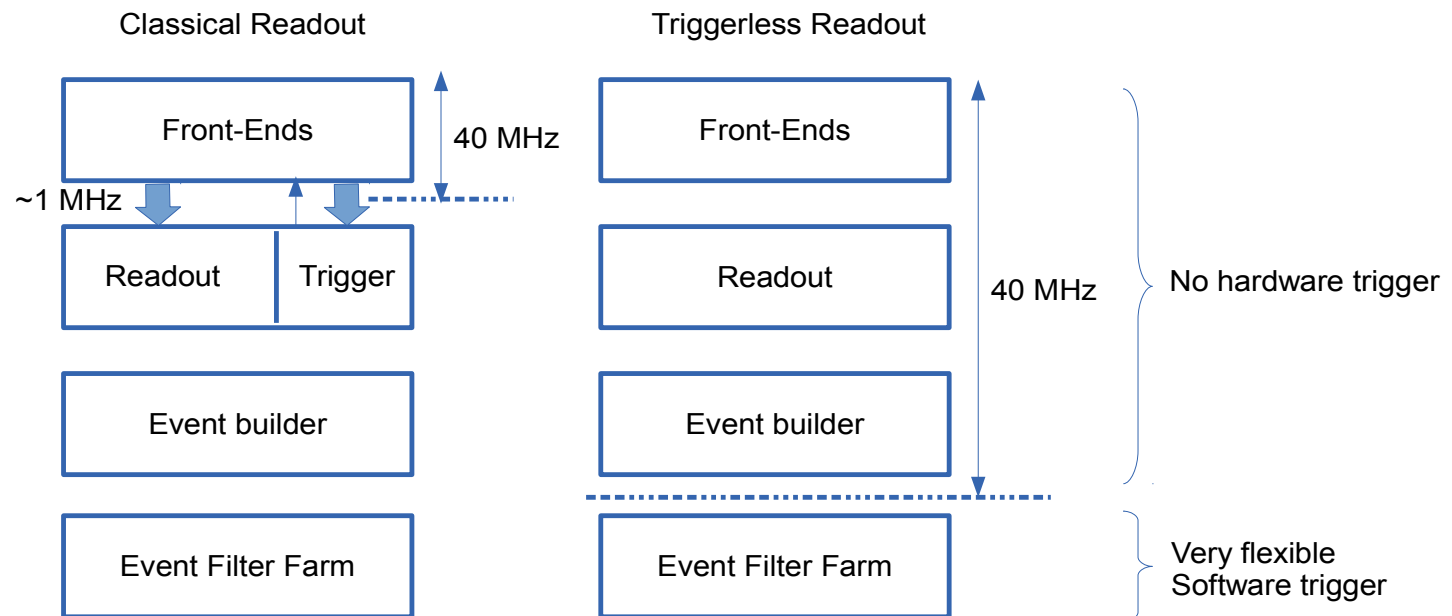 Classical Readout
Triggerless Readout
Front-Ends
40 MHz
Front-Ends
~1 MHz
Readout
Trigger
Readout
40 MHz
No hardware trigger
Event builder
Event builder
Event Filter Farm
Event Filter Farm
Very flexible
Software trigger